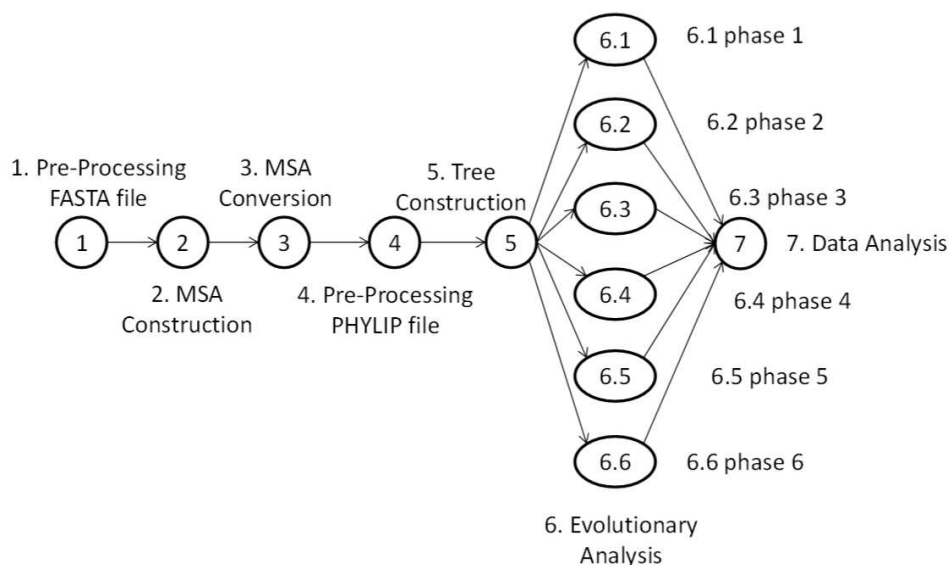 6.1
6.1 phase 1
6.2
6.2 phase 2
1. Pre-Processing
FASTA file
3. MSA
Conversion
5. Tree
Construction
6.3
6.3 phase 3
1
2
3
4
5
7
7. Data Analysis
2. MSA
Construction
4. Pre-Processing
PHYLIP file
6.4
6.4 phase 4
6.5
6.5 phase 5
6.6
6.6 phase 6
6. Evolutionary
Analysis